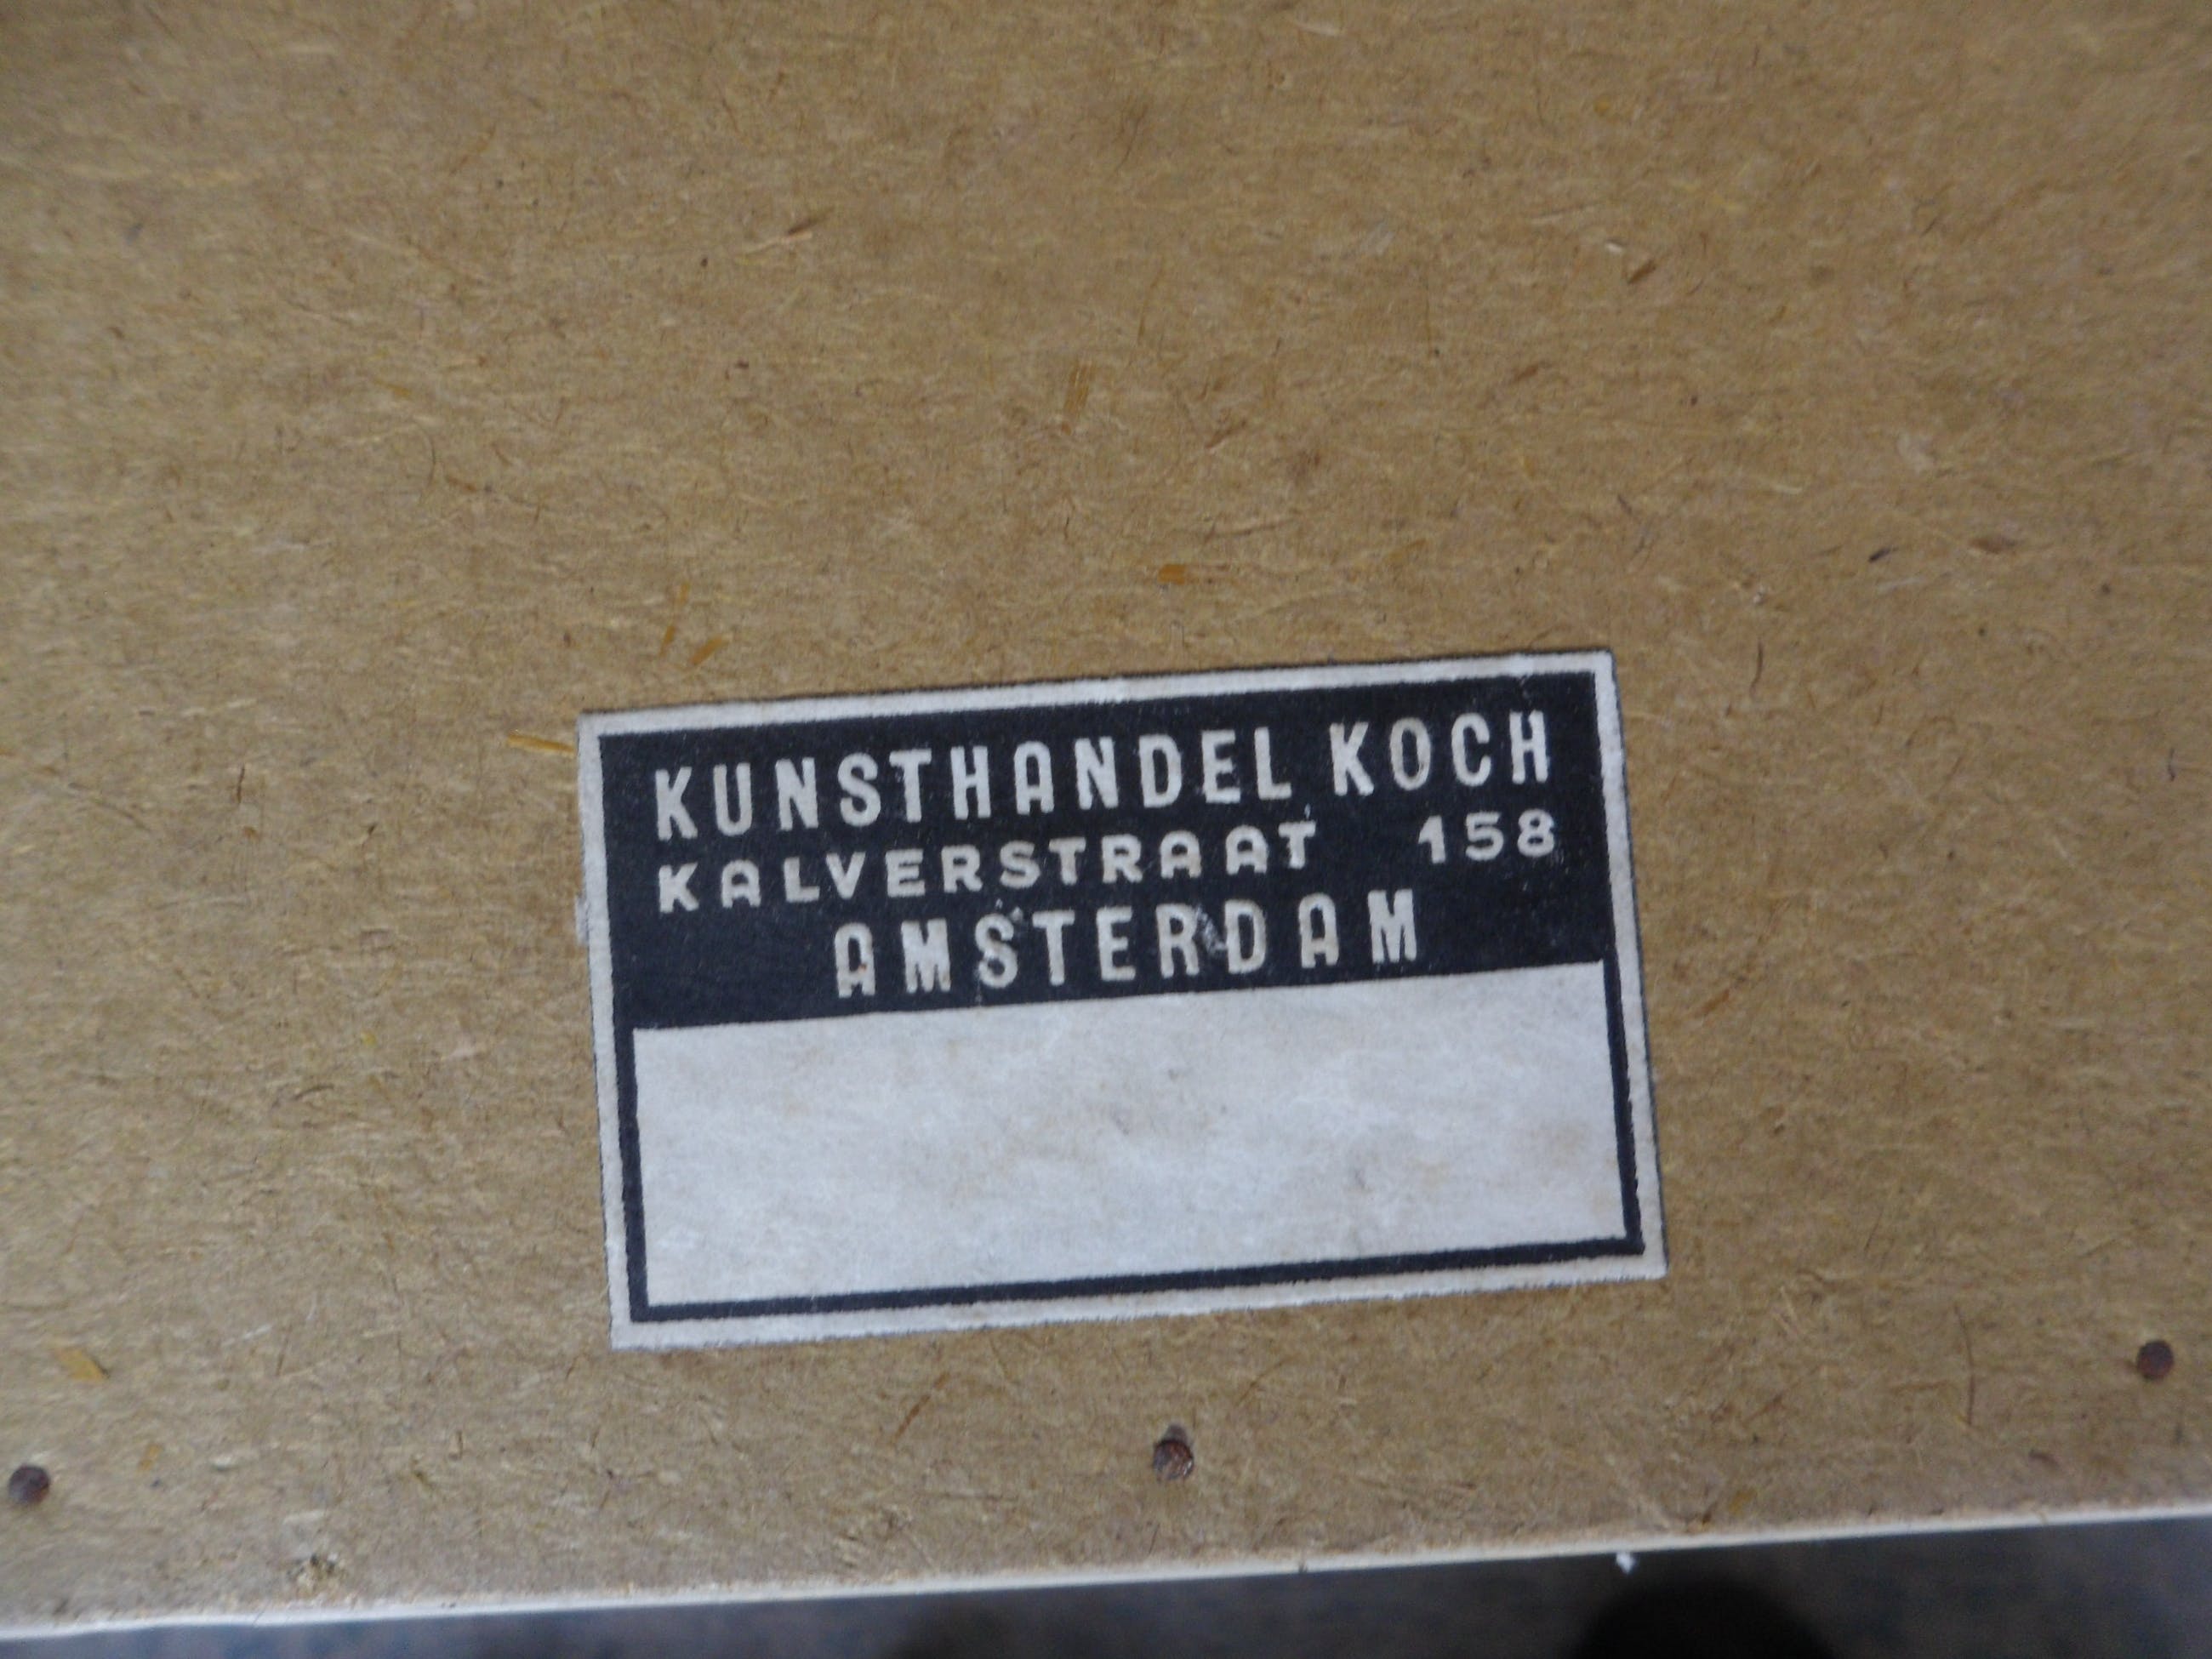 KUNSTHANDEL KOCH
KALVERSTRAAT 158
AMSTERDAM